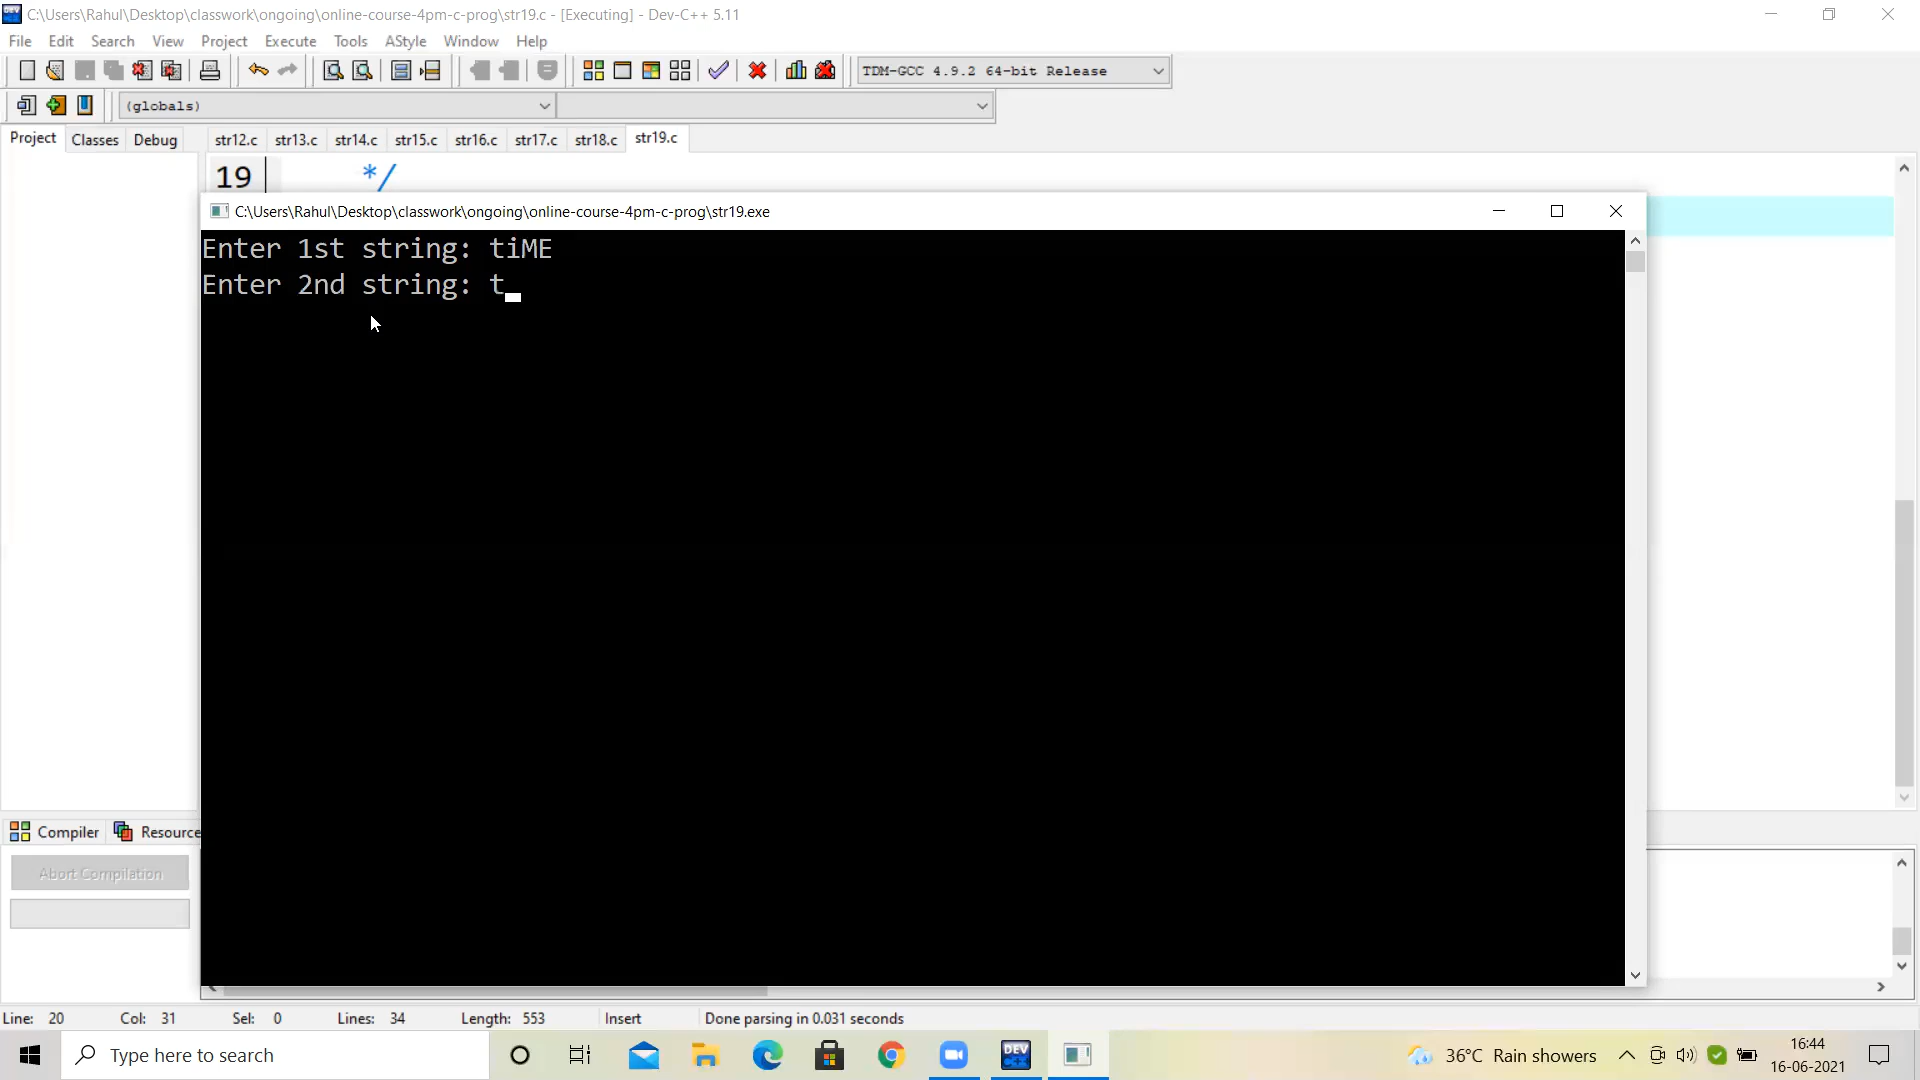 C:\Users\Rahul\Desktop\classwork\ongoing\online-course-4pm-c-prog\str19.c - [Executing] - Dev-C++ 5.11
File Edit Search View Project Execute Tools AStyle Window Help
TDM-GCC 4.9.2 64-bit Release
(globals)
Project Classes Debug str12.c str13.c str14.c str15.c str16.c str17.c str18.c str19.c
19 */
C:\Users\Rahul\Desktop\classwork\ongoing\online-course-4pm-c-prog\str19.exe
Enter 1st string: tiME
Enter 2nd string: t
Compiler Resource
Abort Compilation
Line: 20 Col: 31 Sel: 0 Lines: 34 Length: 553 Insert Done parsing in 0.031 seconds
Type here to search DEV 36°C Rain showers 16:44
16-06-2021